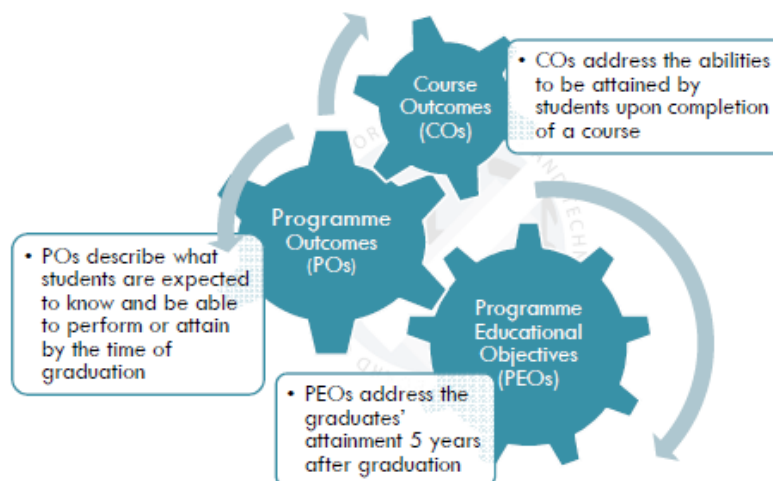 Course
Outcomes
(COs)
• COs address the abilities
to be attained by
students upon completion
of a course
Programme
Outcomes
(POs)
• POs describe what
students are expected
to know and be able
to perform or attain
by the time of
graduation
Programme
Educational
Objectives
(PEOs)
• PEOs address the
graduates'
attainment 5 years
after graduation